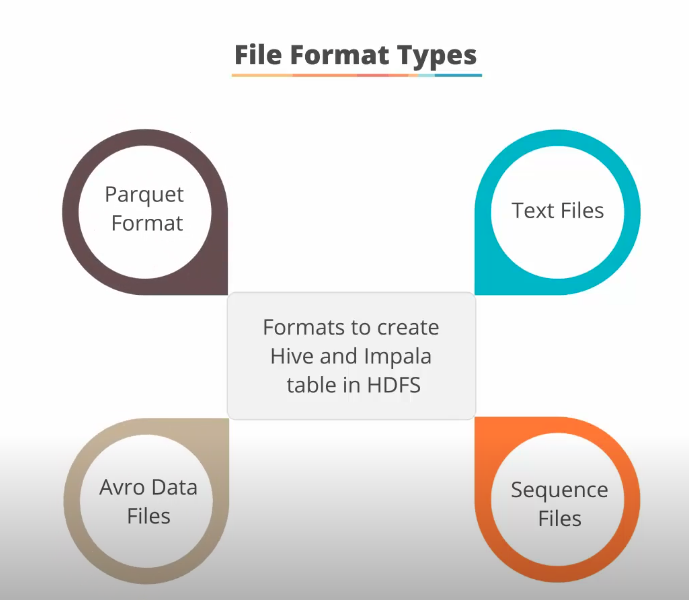 File Format Types
Parquet
Format
Text Files
Formats to create
Hive and Impala
table in HDFS
Avro Data
Files
Sequence
Files